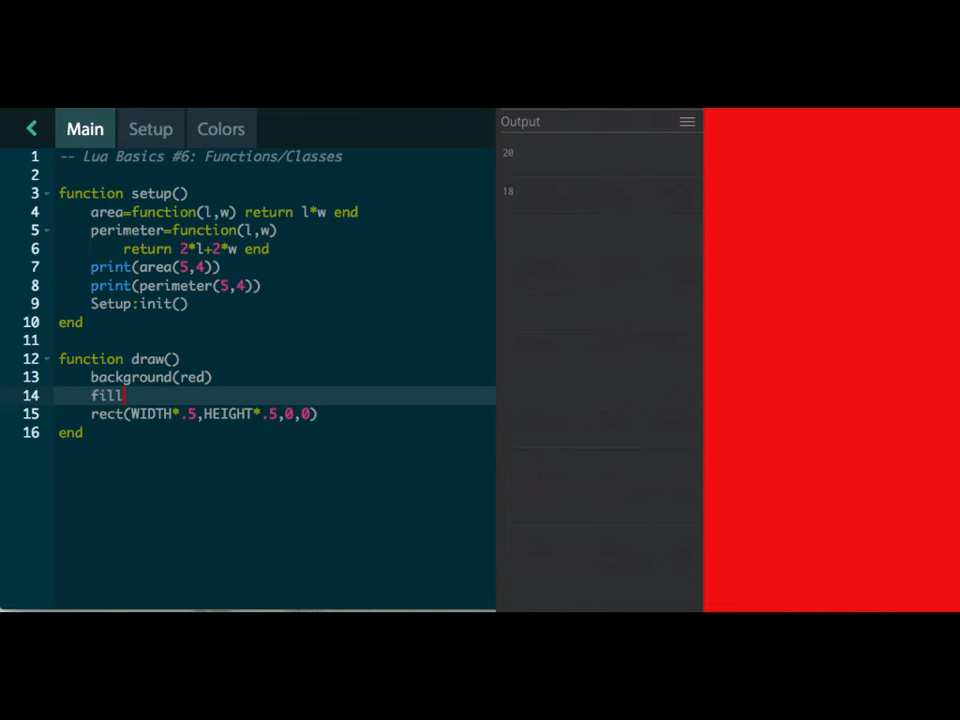 Main Setup Colors
1 -- Lua Basics #6: Functions/Classes
2
3 function setup()
4 area=function(l,w) return l*w end
5 perimeter=function(l,w)
6 return 2*l+2*w end
7 print(area(5,4))
8 print(perimeter(5,4))
9 Setup:init()
10 end
11
12 function draw()
13 background(red)
14 fill
15 rect(WIDTH*.5,HEIGHT*.5,0,0)
16 end
Output
20
18